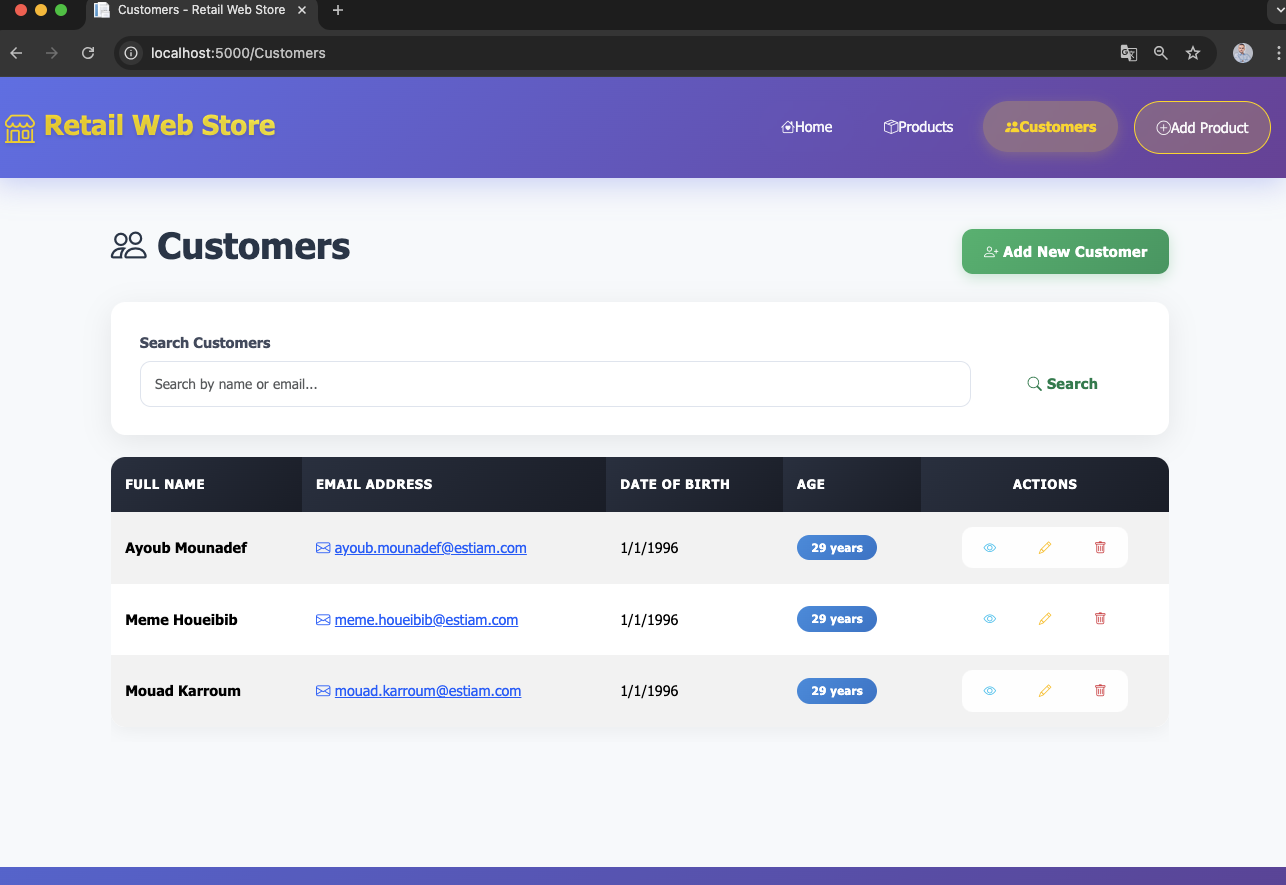 Customers - Retail Web Store
localhost:5000/Customers
Retail Web Store
Home
Products
Customers
Add Product
Customers
Add New Customer
Search Customers
Search by name or email...
Search
FULL NAME EMAIL ADDRESS DATE OF BIRTH AGE ACTIONS
Ayoub Mounadef ayoub.mounadef@estiam.com 1/1/1996 29 years
Meme Houeibib meme.houeibib@estiam.com 1/1/1996 29 years
Mouad Karroum mouad.karroum@estiam.com 1/1/1996 29 years